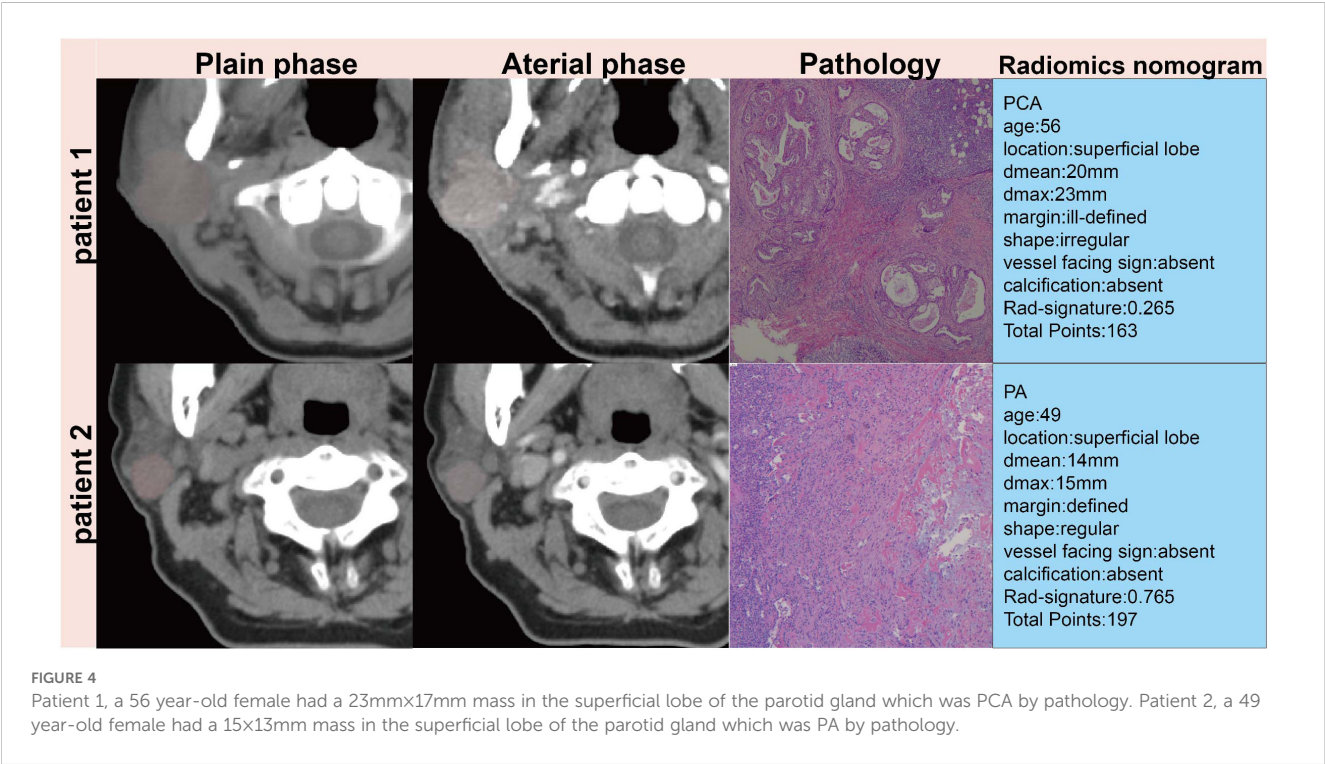 Plain phase
Aterial phase
Pathology
Radiomics nomogram
patient 1
PCA
age:56
location:superficial lobe
dmean:20mm
dmax:23mm
margin:ill-defined
shape:irregular
vessel facing sign:absent
calcification:absent
Rad-signature:0.265
Total Points:163
patient 2
PA
age:49
location:superficial lobe
dmean:14mm
dmax:15mm
margin:defined
shape:regular
vessel facing sign:absent
calcification:absent
Rad-signature:0.765
Total Points:197
FIGURE 4
Patient 1, a 56 year-old female had a 23mm×17mm mass in the superficial lobe of the parotid gland which was PCA by pathology. Patient 2, a 49
year-old female had a 15×13mm mass in the superficial lobe of the parotid gland which was PA by pathology.